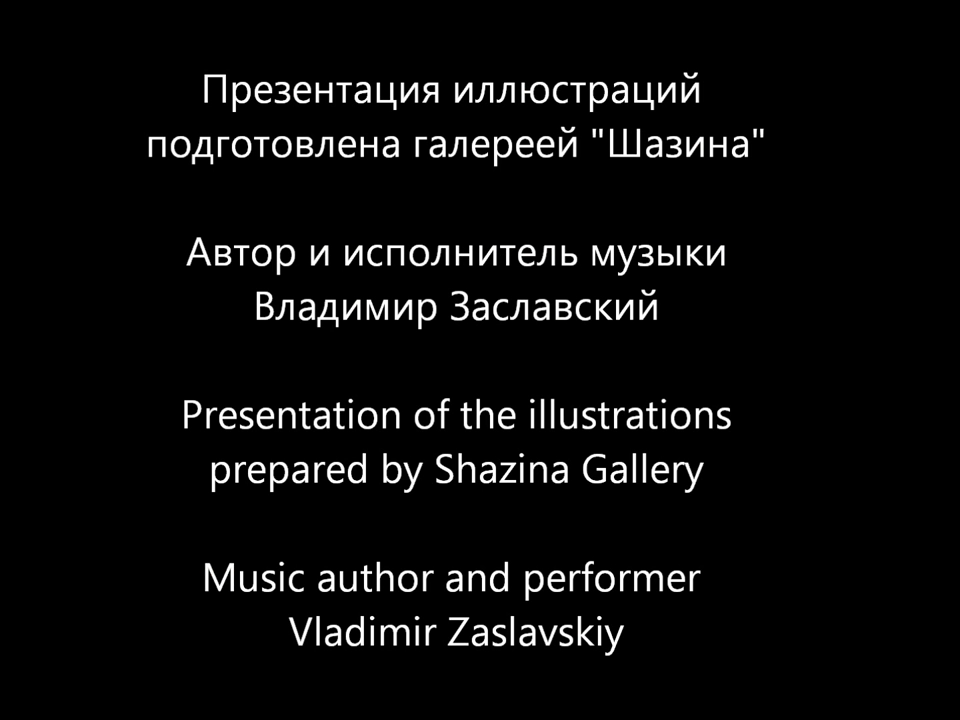 Презентация иллюстраций
подготовлена галереей "Шазина"
Автор и исполнитель музыки
Владимир Заславский
Presentation of the illustrations
prepared by Shazina Gallery
Music author and performer
Vladimir Zaslavskiy